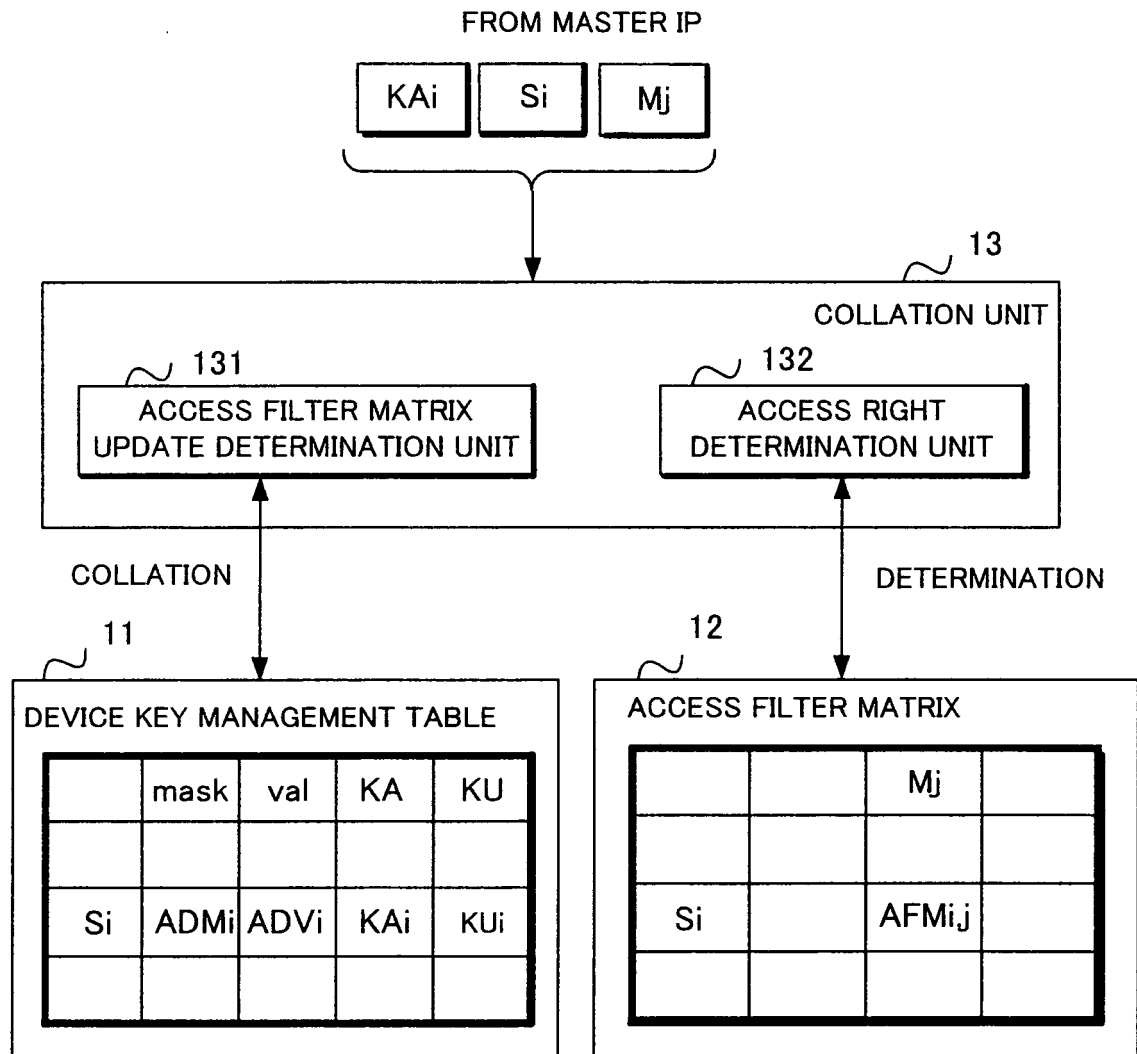 FROM MASTER IP
KAi Si Mj
13
COLLATION UNIT
131
ACCESS FILTER MATRIX
UPDATE DETERMINATION UNIT
132
ACCESS RIGHT
DETERMINATION UNIT
COLLATION
DETERMINATION
11
DEVICE KEY MANAGEMENT TABLE
mask val KA KU
Si ADMi ADVi KAi KUi
12
ACCESS FILTER MATRIX
Mj
Si AFMi,j